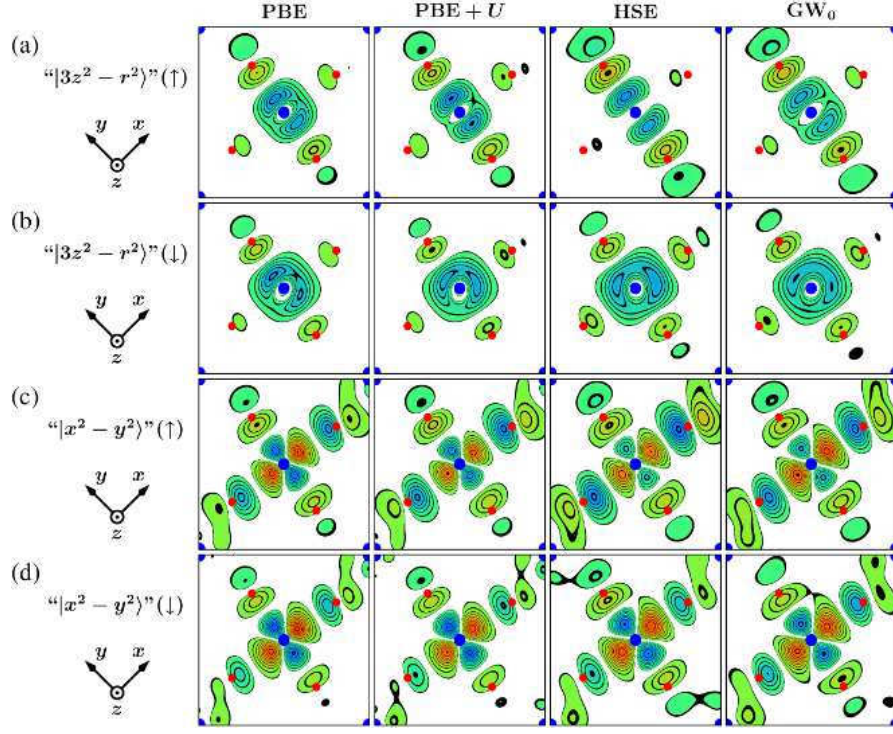 PBE PBE + U HSE GW₀
(a)
“|3z² − r²⟩”(↑)
y x
z
(b)
“|3z² − r²⟩”(↓)
y x
z
(c)
“|x² − y²⟩”(↑)
y x
z
(d)
“|x² − y²⟩”(↓)
y x
z